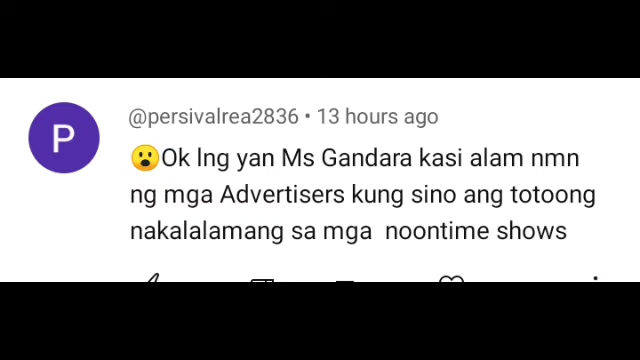 P
@persivalrea2836 • 13 hours ago
😮Ok lng yan Ms Gandara kasi alam nmn
ng mga Advertisers kung sino ang totoong
nakalalamang sa mga  noontime shows